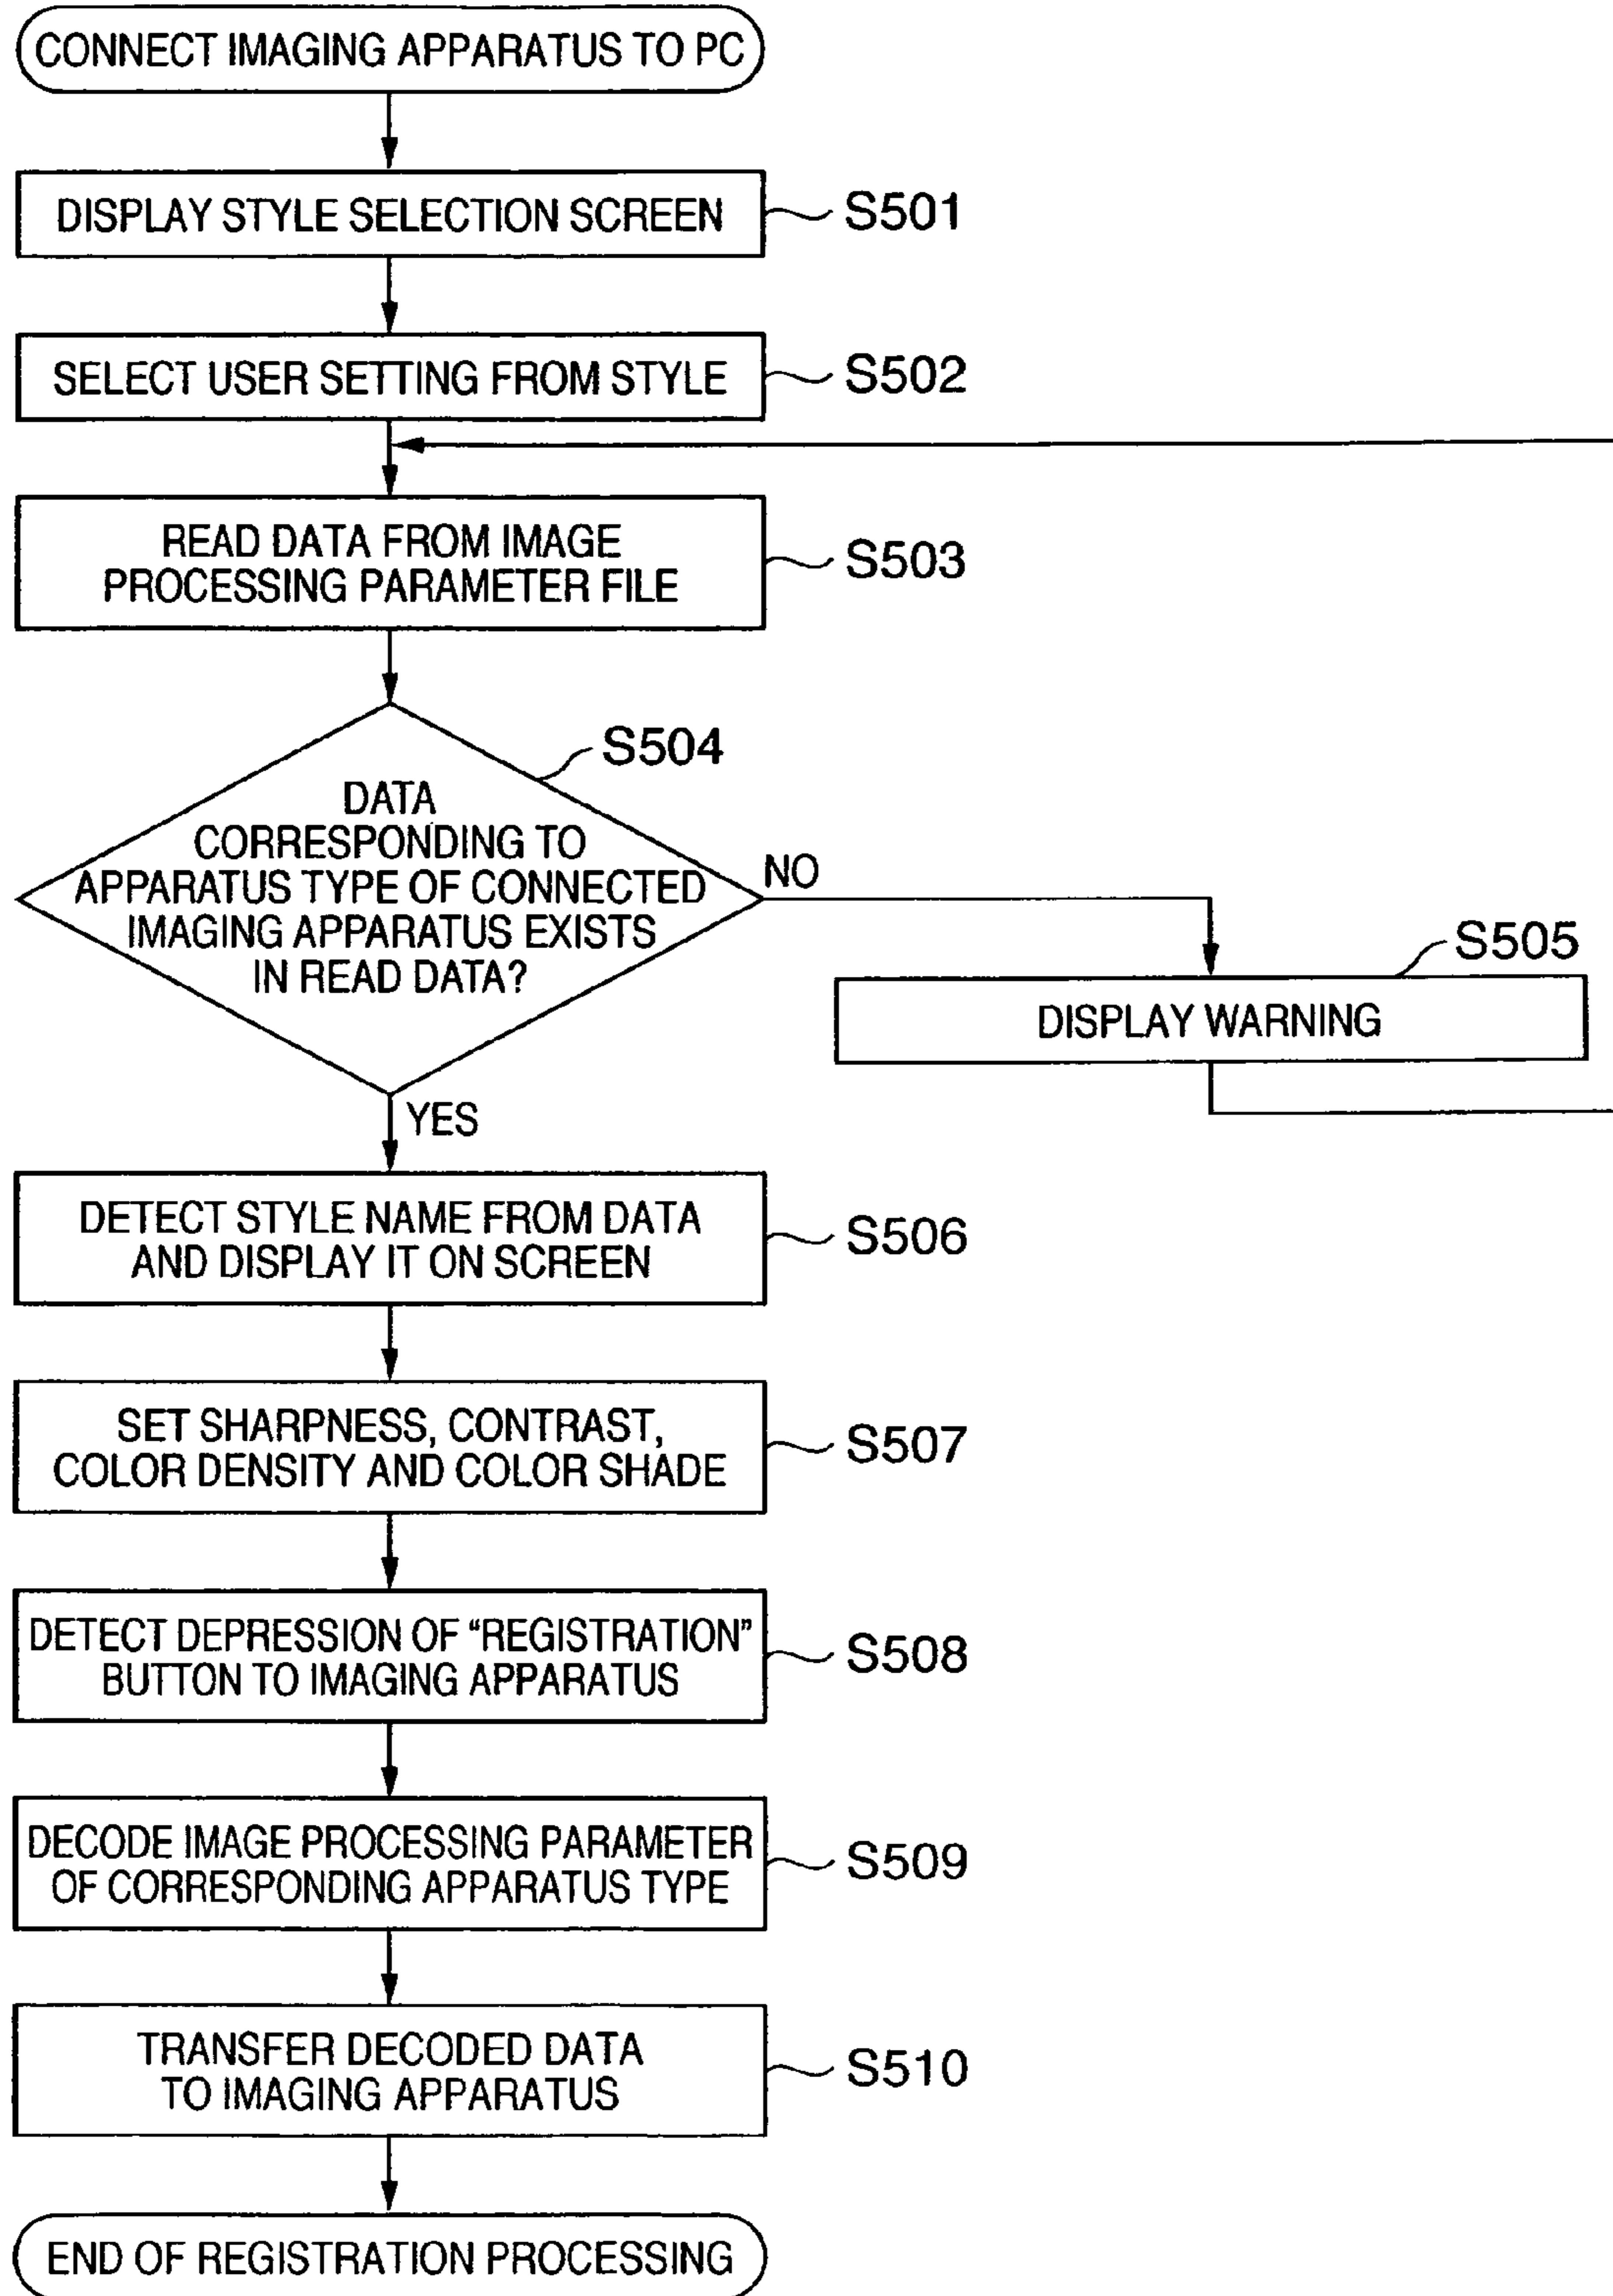 CONNECT IMAGING APPARATUS TO PC
DISPLAY STYLE SELECTION SCREEN
S501
SELECT USER SETTING FROM STYLE
S502
READ DATA FROM IMAGE
PROCESSING PARAMETER FILE
S503
S504
DATA
CORRESPONDING TO
APPARATUS TYPE OF CONNECTED
IMAGING APPARATUS EXISTS
IN READ DATA?
NO
S505
DISPLAY WARNING
YES
DETECT STYLE NAME FROM DATA
AND DISPLAY IT ON SCREEN
S506
SET SHARPNESS, CONTRAST,
COLOR DENSITY AND COLOR SHADE
S507
DETECT DEPRESSION OF “REGISTRATION”
BUTTON TO IMAGING APPARATUS
S508
DECODE IMAGE PROCESSING PARAMETER
OF CORRESPONDING APPARATUS TYPE
S509
TRANSFER DECODED DATA
TO IMAGING APPARATUS
S510
END OF REGISTRATION PROCESSING